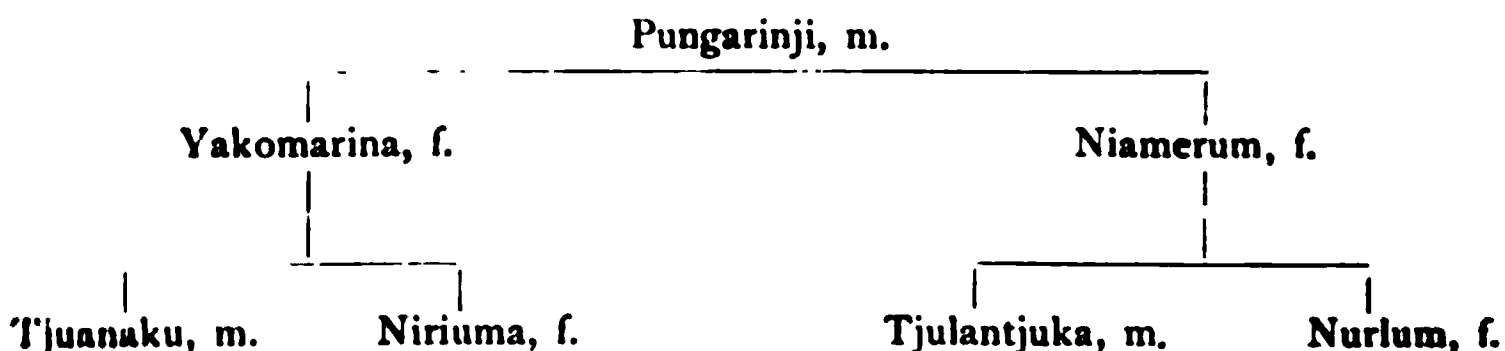 Pungarinji, m.
Yakomarina, f. Niamerum, f.
Tjuanaku, m. Niriuma, f. Tjulantjuka, m. Nurlum, f.